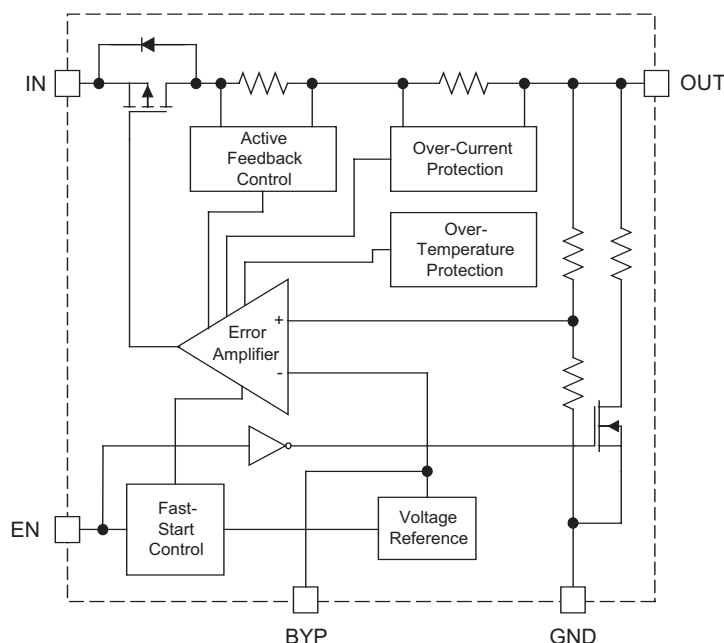 IN
OUT
Active
Feedback
Control
Over-Current
Protection
Over-
Temperature
Protection
Error
Amplifier
+
-
EN
Fast-
Start
Control
Voltage
Reference
BYP
GND